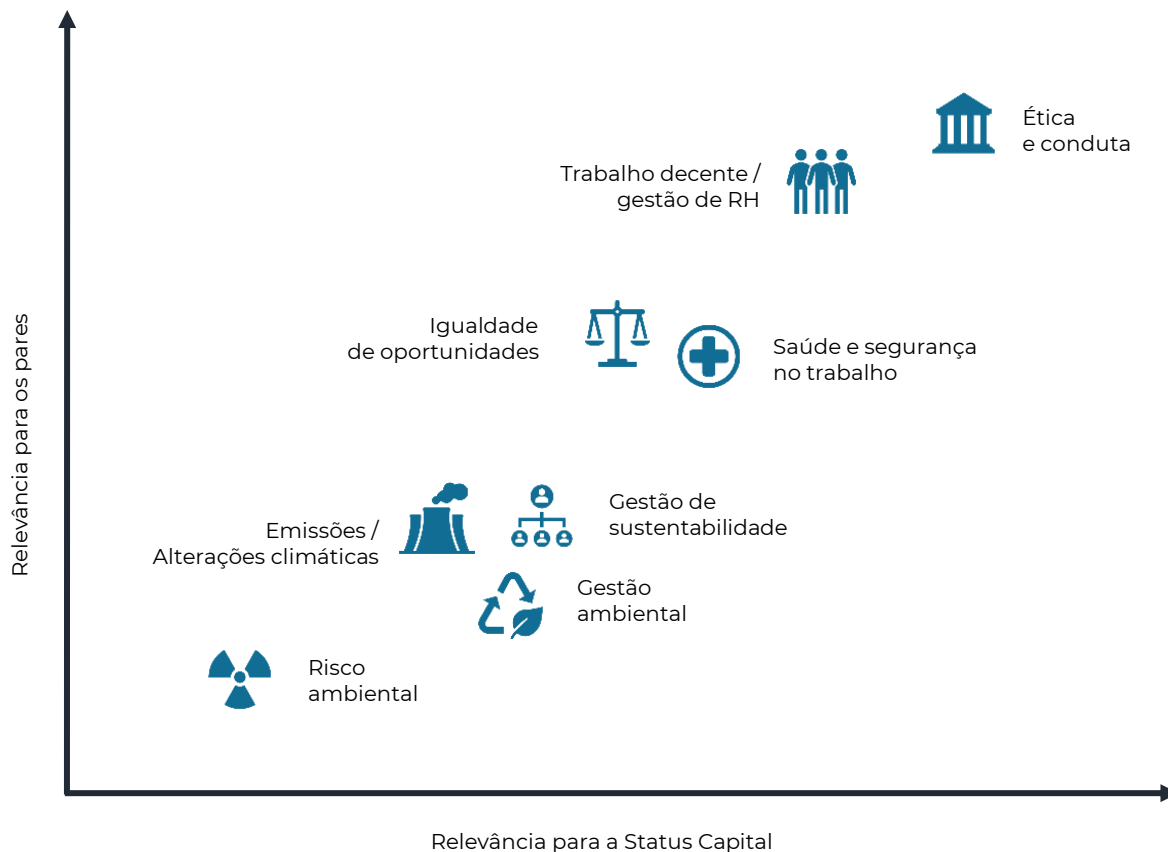 Ética
e conduta
Trabalho decente /
gestão de RH
Igualdade
de oportunidades
Saúde e segurança
no trabalho
Relevância para os pares
Gestão de
sustentabilidade
Emissões /
Alterações climáticas
Gestão
ambiental
Risco
ambiental
Relevância para a Status Capital